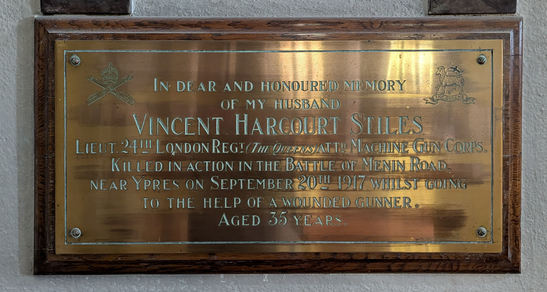 IN DEAR AND HONOURED MEMORY
OF MY HUSBAND
VINCENT HARCOURT STILES
LIEUT. 24TH LONDON REGT. (THE QUEENS) ATTD. MACHINE GUN CORPS.
KILLED IN ACTION IN THE BATTLE OF MENIN ROAD
NEAR YPRES ON SEPTEMBER 20TH 1917 WHILST GOING
TO THE HELP OF A WOUNDED GUNNER.
AGED 35 YEARS.